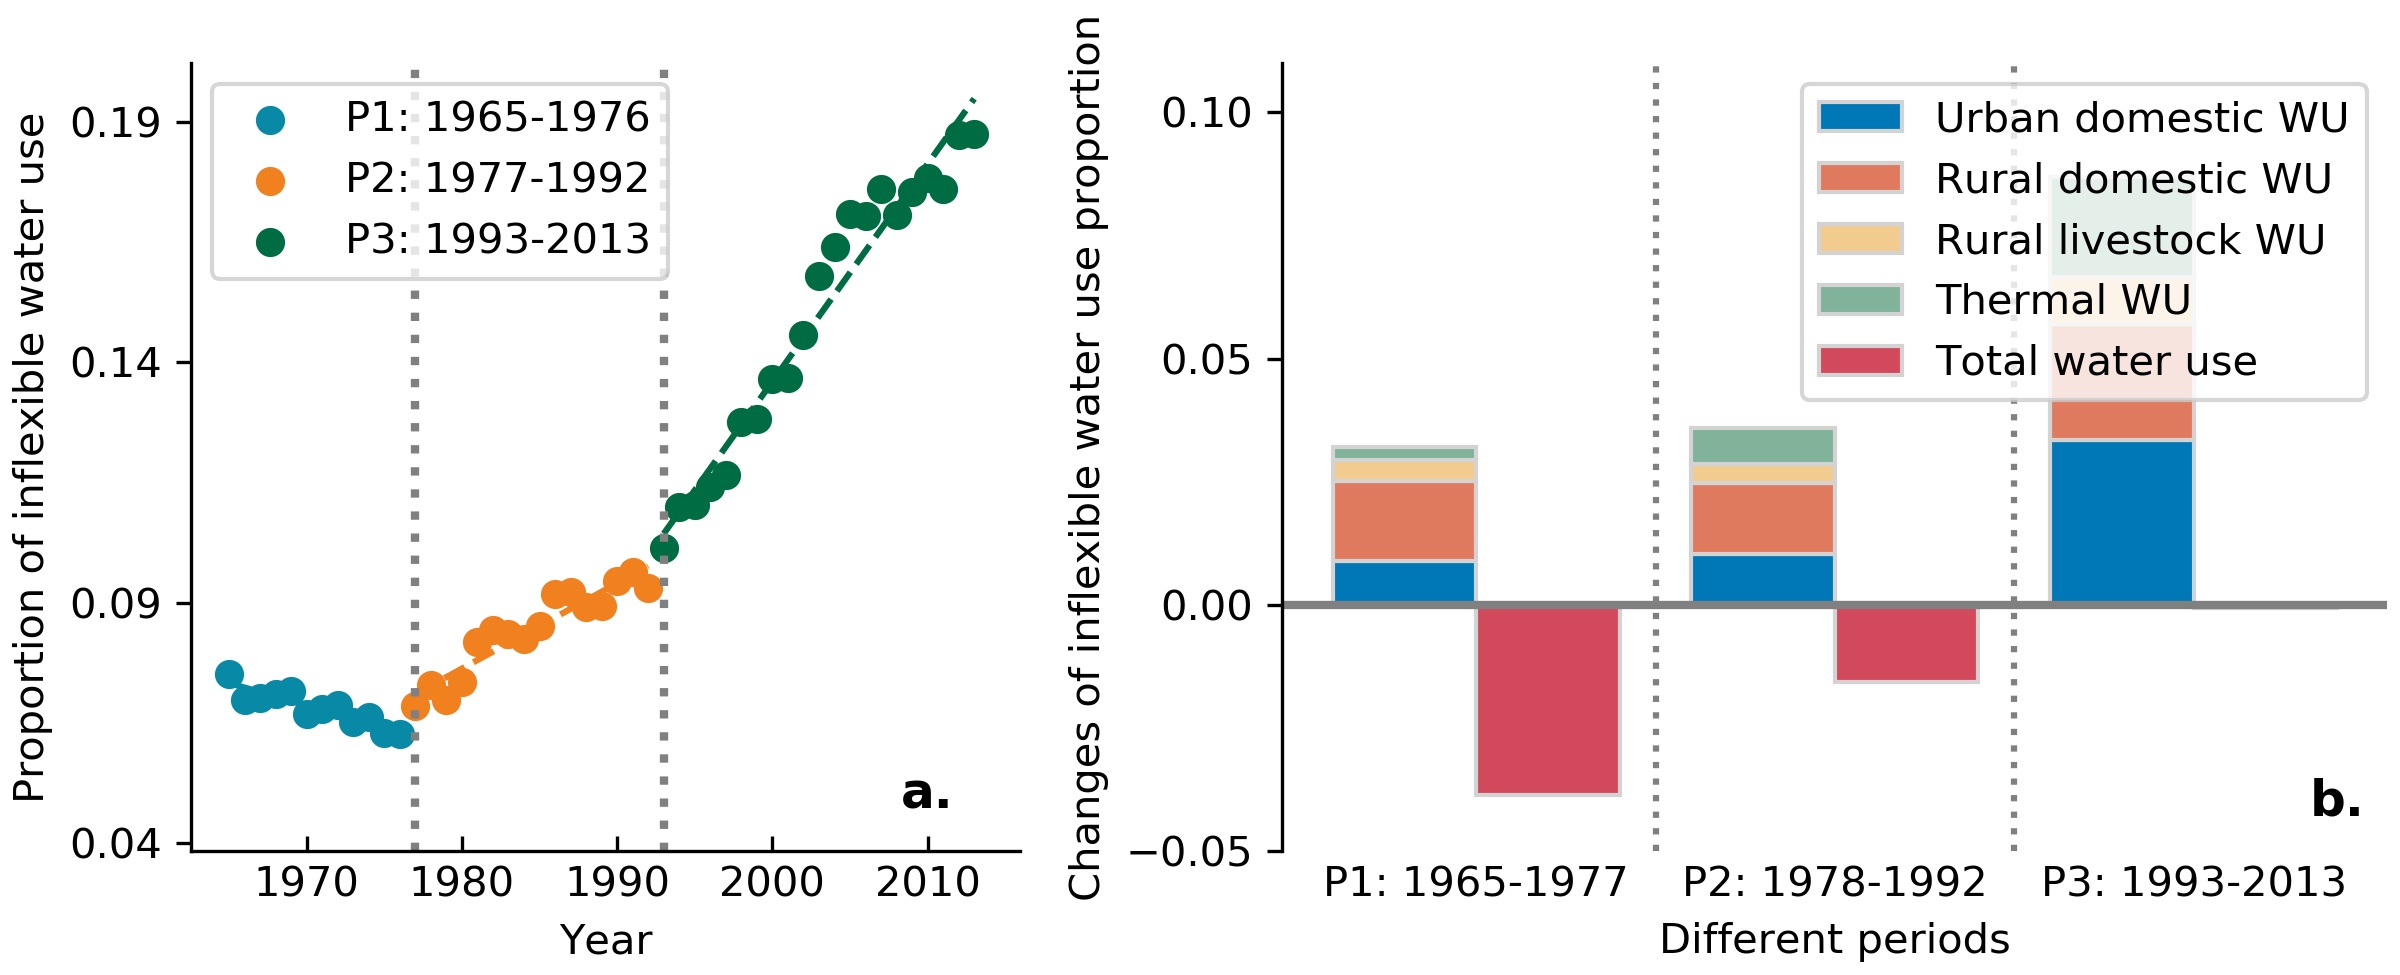 Proportion of inflexible water use
0.19
0.14
0.09
0.04
P1: 1965-1976
P2: 1977-1992
P3: 1993-2013
a.
1970 1980 1990 2000 2010
Year
Changes of inflexible water use proportion
0.10
0.05
0.00
−0.05
Urban domestic WU
Rural domestic WU
Rural livestock WU
Thermal WU
Total water use
b.
P1: 1965-1977 P2: 1978-1992 P3: 1993-2013
Different periods